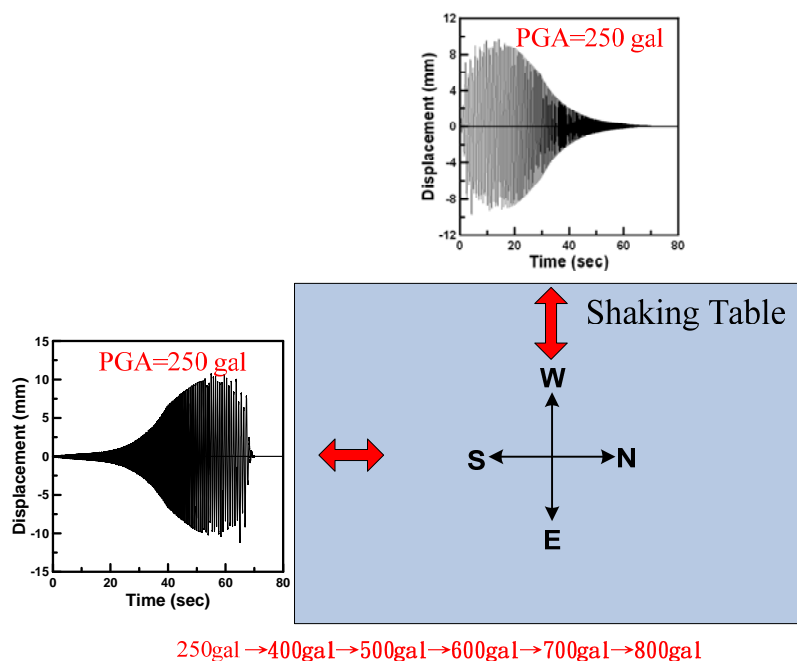 PGA=250 gal
12
8
4
0
-4
-8
-12
Displacement (mm)
0 20 40 60 80
Time (sec)
Shaking Table
W
S N
E
PGA=250 gal
15
10
5
0
-5
-10
-15
Displacement (mm)
0 20 40 60 80
Time (sec)
250gal→400gal→500gal→600gal→700gal→800gal